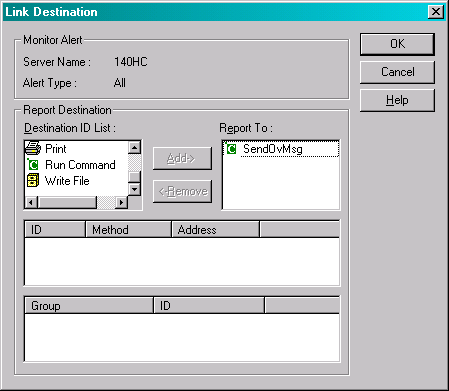 Link Destination
Monitor Alert
Server Name : 140HC
Alert Type : All
OK
Cancel
Help
Report Destination
Destination ID List :
Report To :
Print
Run Command
Write File
Add->
<-Remove
SendOvMsg
ID Method Address
Group ID